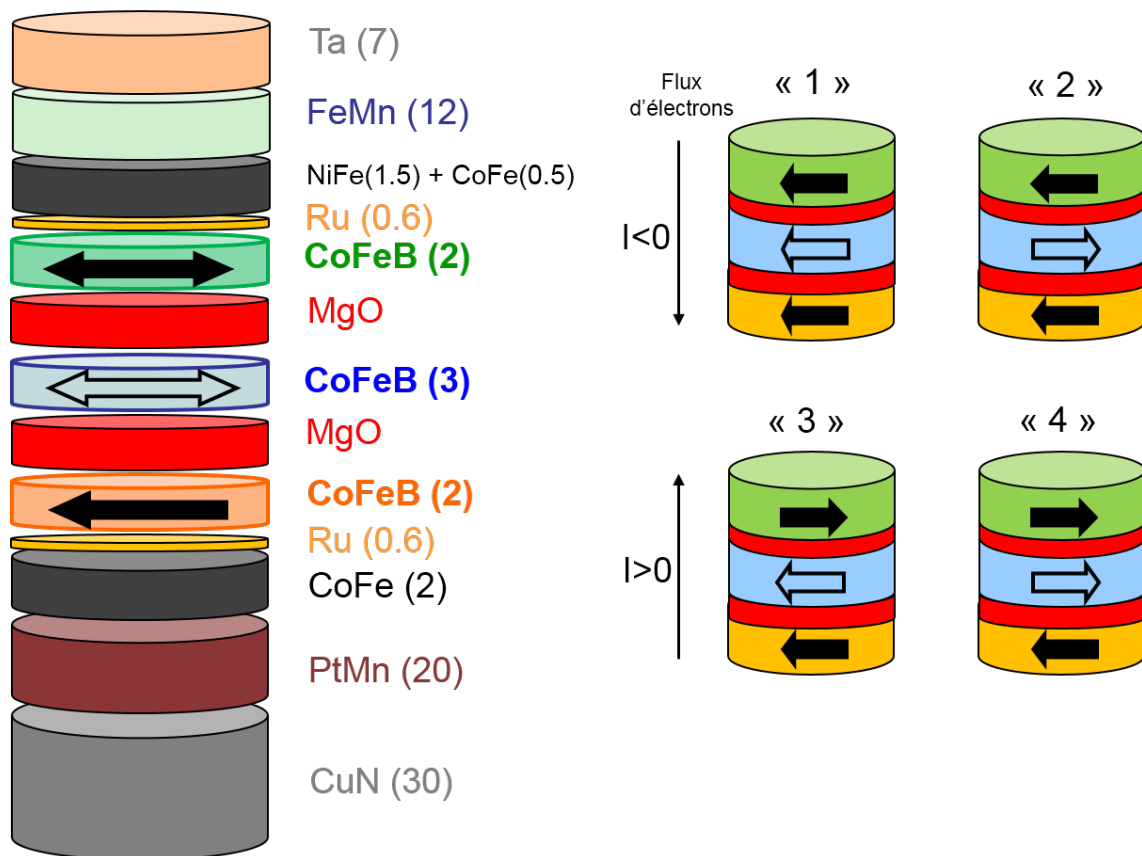 Ta (7)
FeMn (12)
NiFe(1.5) + CoFe(0.5)
Ru (0.6)
CoFeB (2)
MgO
CoFeB (3)
MgO
CoFeB (2)
Ru (0.6)
CoFe (2)
PtMn (20)
CuN (30)
Flux
d’électrons
« 1 »
« 2 »
I<0
« 3 »
« 4 »
I>0